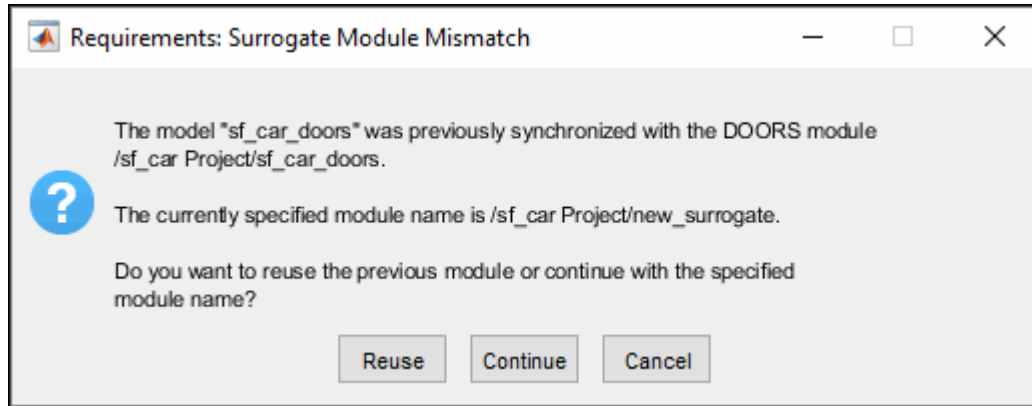 Requirements: Surrogate Module Mismatch
The model "sf_car_doors" was previously synchronized with the DOORS module
/sf_car Project/sf_car_doors.
The currently specified module name is /sf_car Project/new_surrogate.
Do you want to reuse the previous module or continue with the specified
module name?
Reuse Continue Cancel